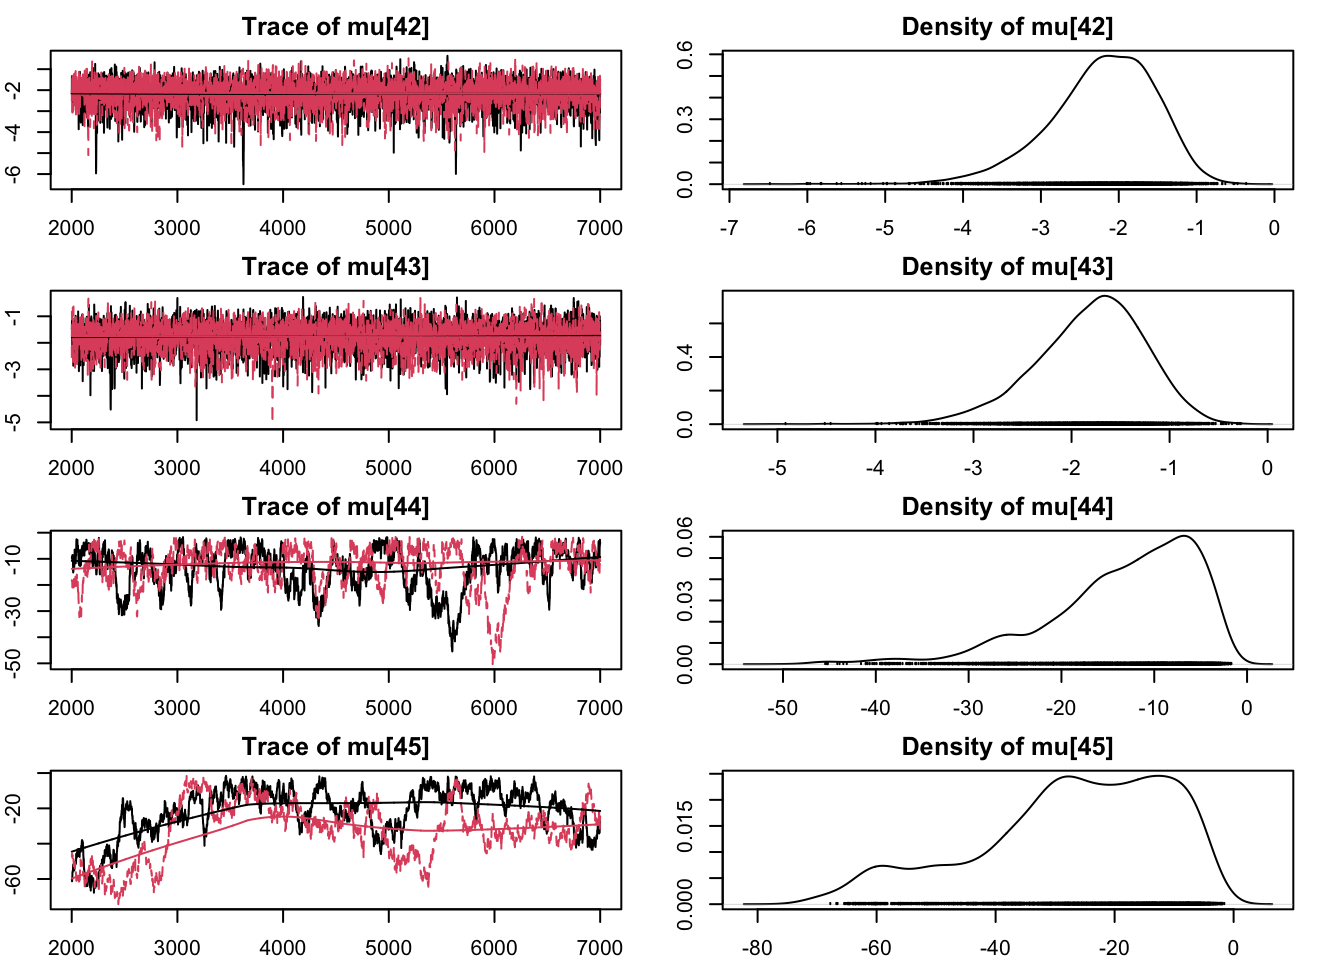 Trace of mu[42]
-2
-4
-6
2000 3000 4000 5000 6000 7000
Density of mu[42]
0.6
0.3
0.0
-7 -6 -5 -4 -3 -2 -1 0
Trace of mu[43]
-1
-3
-5
2000 3000 4000 5000 6000 7000
Density of mu[43]
0.4
0.0
-5 -4 -3 -2 -1 0
Trace of mu[44]
-10
-30
-50
2000 3000 4000 5000 6000 7000
Density of mu[44]
0.06
0.03
0.00
-50 -40 -30 -20 -10 0
Trace of mu[45]
-20
-60
2000 3000 4000 5000 6000 7000
Density of mu[45]
0.015
0.000
-80 -60 -40 -20 0